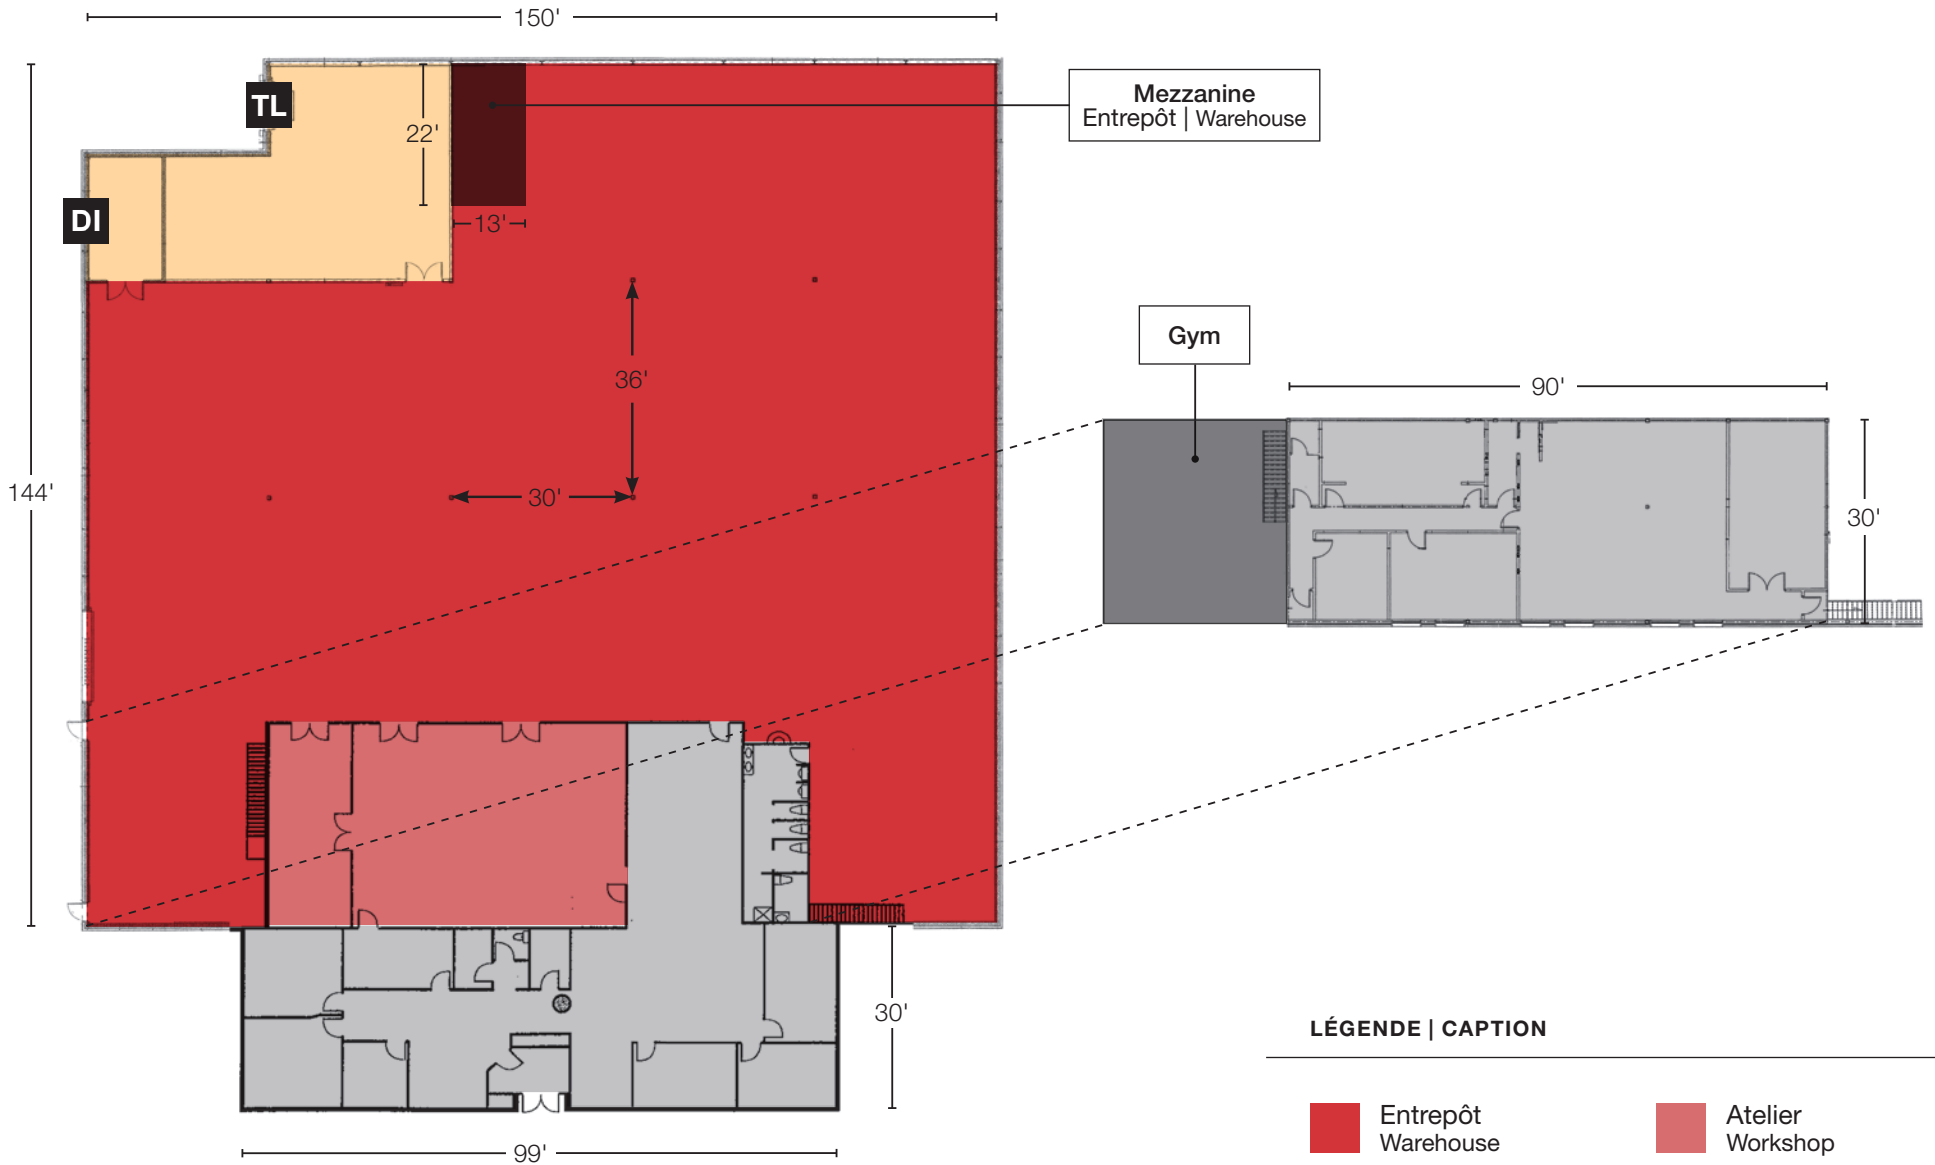 150'
TL
22'
Mezzanine
Entrepôt | Warehouse
DI
13'
Gym
36'
90'
144'
30'
30'
30'
LÉGENDE | CAPTION
Entrepôt
Warehouse
Atelier
Workshop
99'